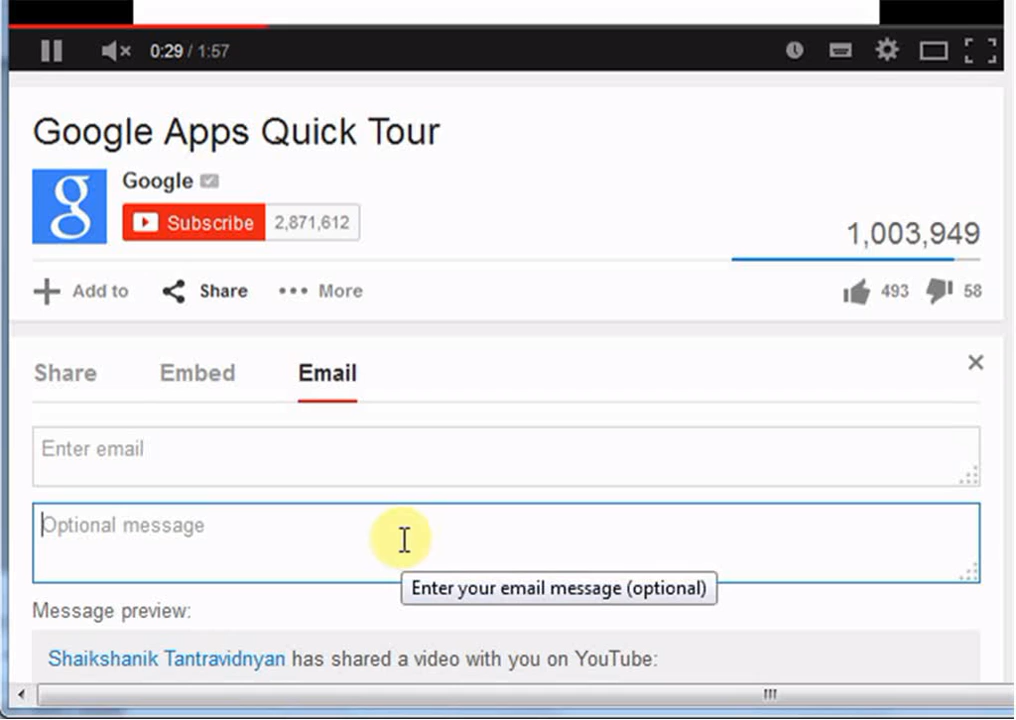 0:29 / 1:57
Google Apps Quick Tour
g
Google
Subscribe 2,871,612
1,003,949
Add to Share More 493 58
Share Embed Email
Enter email
Optional message
Enter your email message (optional)
Message preview:
Shaikshanik Tantravidnyan has shared a video with you on YouTube: